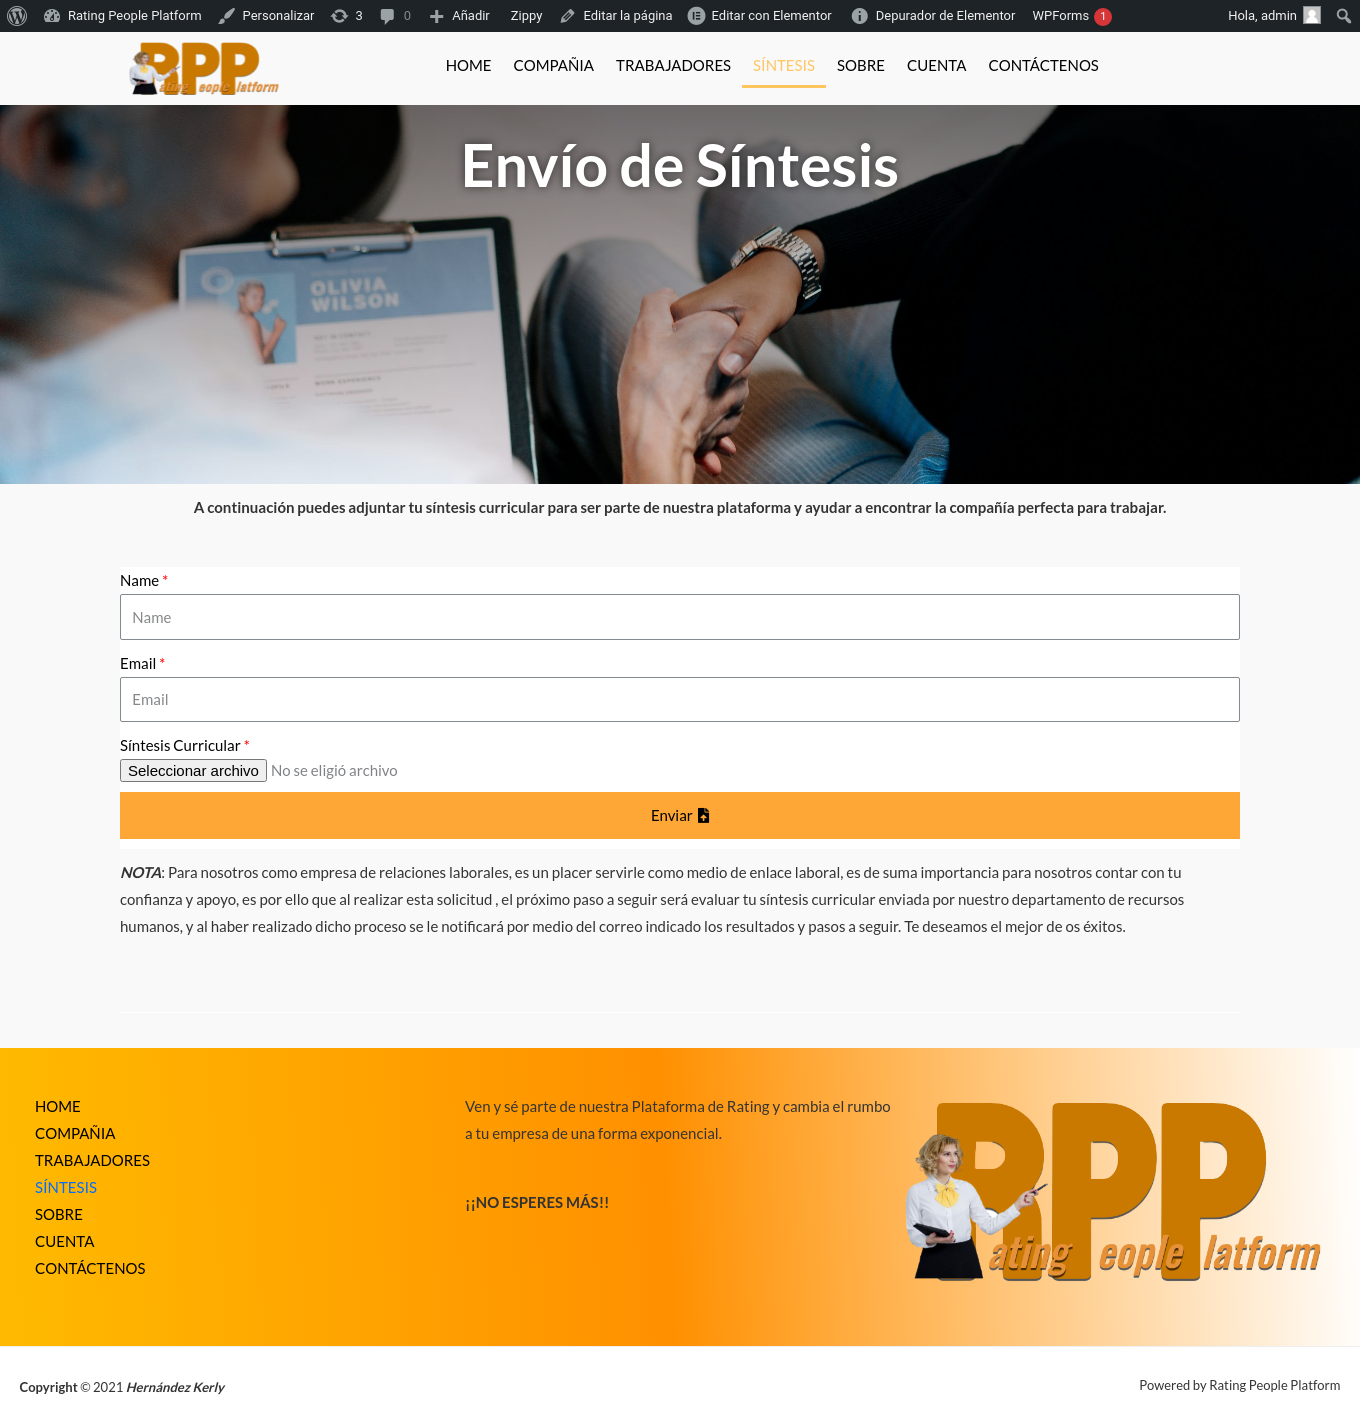 Rating People Platform Personalizar 3 0 Añadir Zippy Editar la página Editar con Elementor Depurador de Elementor WPForms 1 Hola, admin
RPP
ating eople latform
HOME COMPAÑIA TRABAJADORES SÍNTESIS SOBRE CUENTA CONTÁCTENOS
Envío de Síntesis
OLIVIA
WILSON
WORK EXPERIENCE
A continuación puedes adjuntar tu síntesis curricular para ser parte de nuestra plataforma y ayudar a encontrar la compañía perfecta para trabajar.
Name *
Name
Email *
Email
Síntesis Curricular *
Seleccionar archivo No se eligió archivo
Enviar
NOTA: Para nosotros como empresa de relaciones laborales, es un placer servirle como medio de enlace laboral, es de suma importancia para nosotros contar con tu
confianza y apoyo, es por ello que al realizar esta solicitud , el próximo paso a seguir será evaluar tu síntesis curricular enviada por nuestro departamento de recursos
humanos, y al haber realizado dicho proceso se le notificará por medio del correo indicado los resultados y pasos a seguir. Te deseamos el mejor de os éxitos.
HOME
COMPAÑIA
TRABAJADORES
SÍNTESIS
SOBRE
CUENTA
CONTÁCTENOS
Ven y sé parte de nuestra Plataforma de Rating y cambia el rumbo
a tu empresa de una forma exponencial.
¡¡NO ESPERES MÁS!!
RPP
ating eople latform
Copyright © 2021 Hernández Kerly
Powered by Rating People Platform